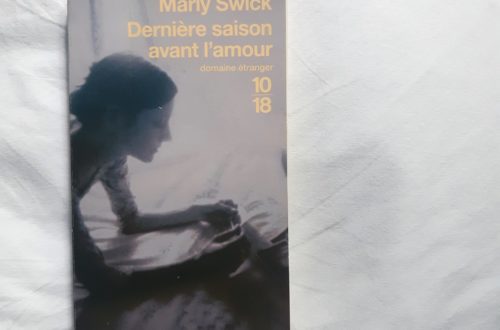 Marly Swick
Dernière saison
avant l'amour
domaine étranger
10
18